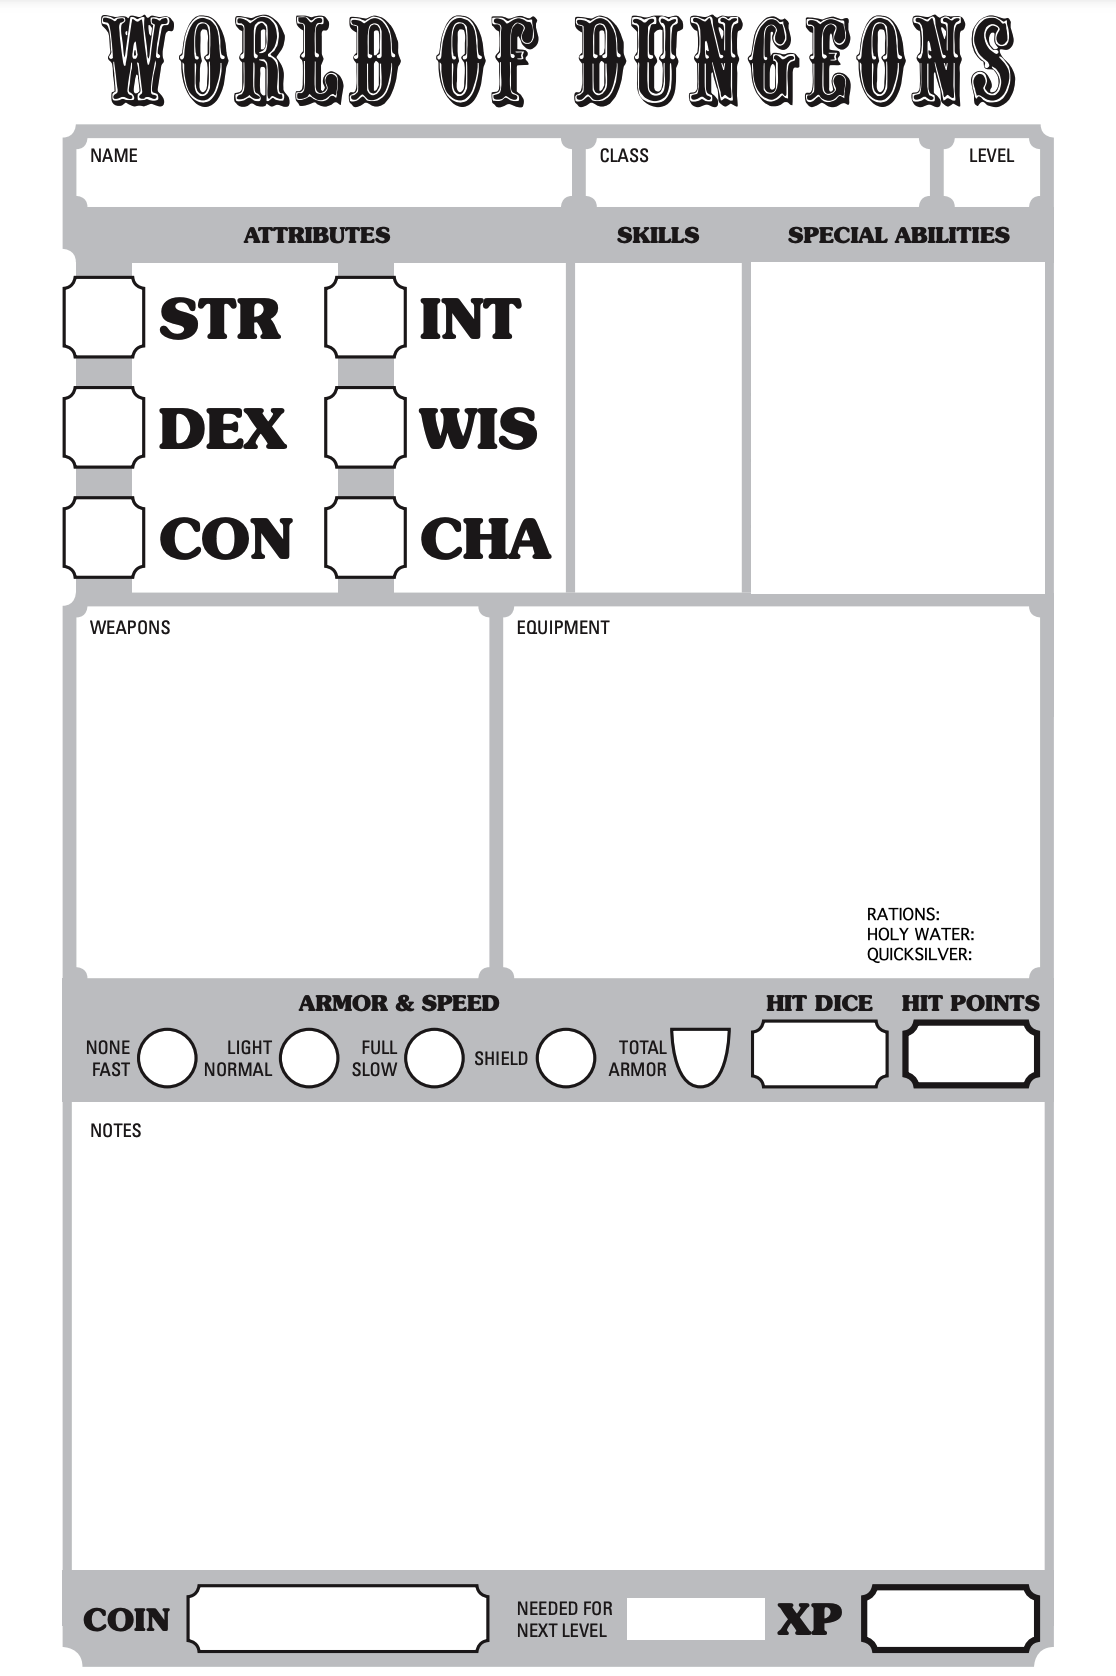 WORLD OF DUNGEONS
NAME
CLASS
LEVEL
ATTRIBUTES
SKILLS
SPECIAL ABILITIES
STR
INT
DEX
WIS
CON
CHA
WEAPONS
EQUIPMENT
RATIONS:
HOLY WATER:
QUICKSILVER:
ARMOR & SPEED
HIT DICE
HIT POINTS
NONE
FAST
LIGHT
NORMAL
FULL
SLOW
SHIELD
TOTAL
ARMOR
NOTES
COIN
NEEDED FOR
NEXT LEVEL
XP